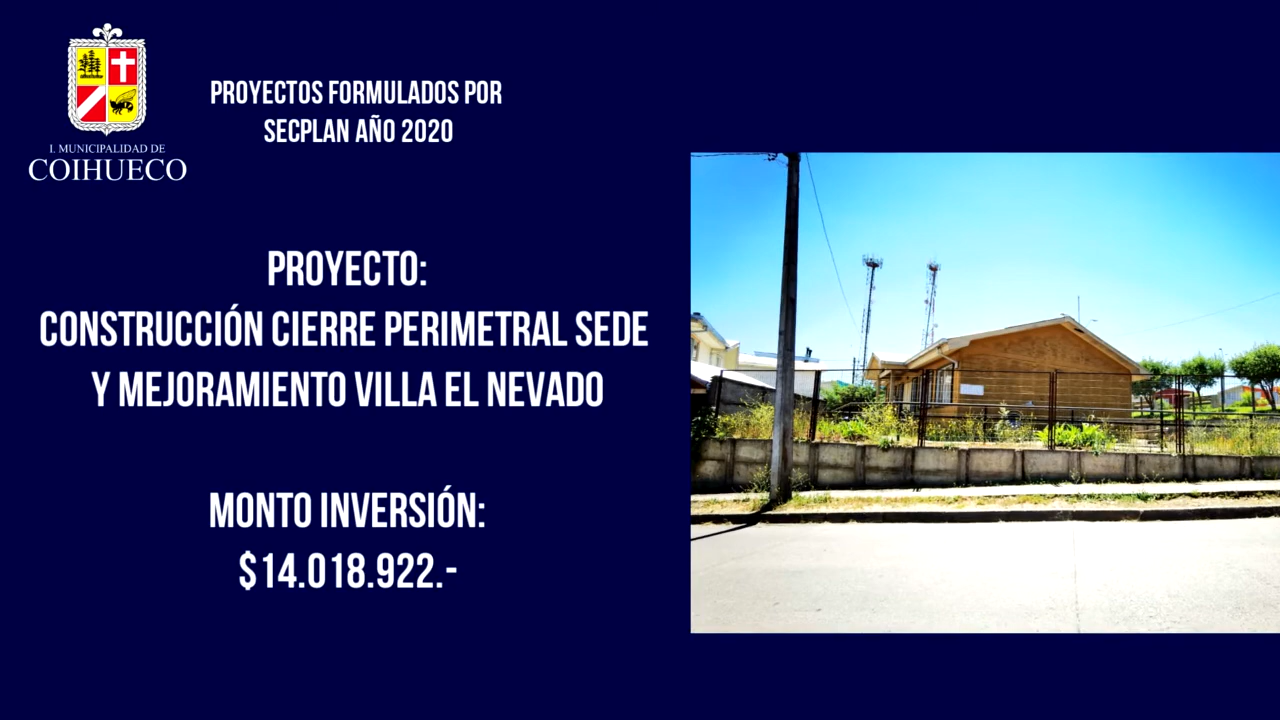 I. MUNICIPALIDAD DE
COIHUECO
PROYECTOS FORMULADOS POR
SECPLAN AÑO 2020
PROYECTO:
CONSTRUCCIÓN CIERRE PERIMETRAL SEDE
Y MEJORAMIENTO VILLA EL NEVADO
MONTO INVERSIÓN:
$14.018.922.-